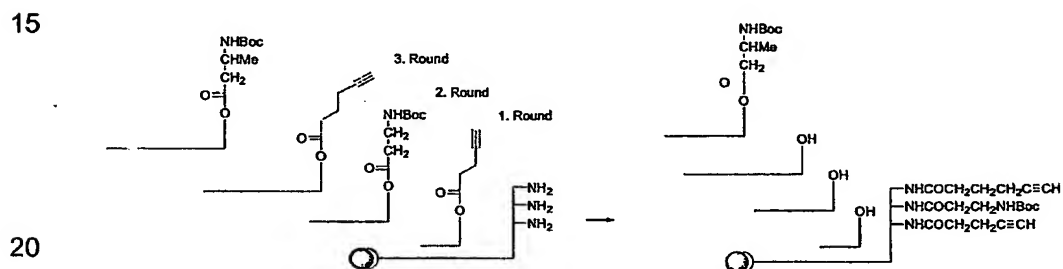 15
NHBoc
CHMe
CH2
O
O
3. Round
O
O
2. Round
NHBoc
CH2
CH2
O
O
1. Round
O
O
NH2
NH2
NH2
NHBoc
CHMe
CH2
O
O
OH
OH
OH
NHCOCH2CH2CH2C≡CH
NHCOCH2CH2NHBoc
NHCOCH2CH2C≡CH
20